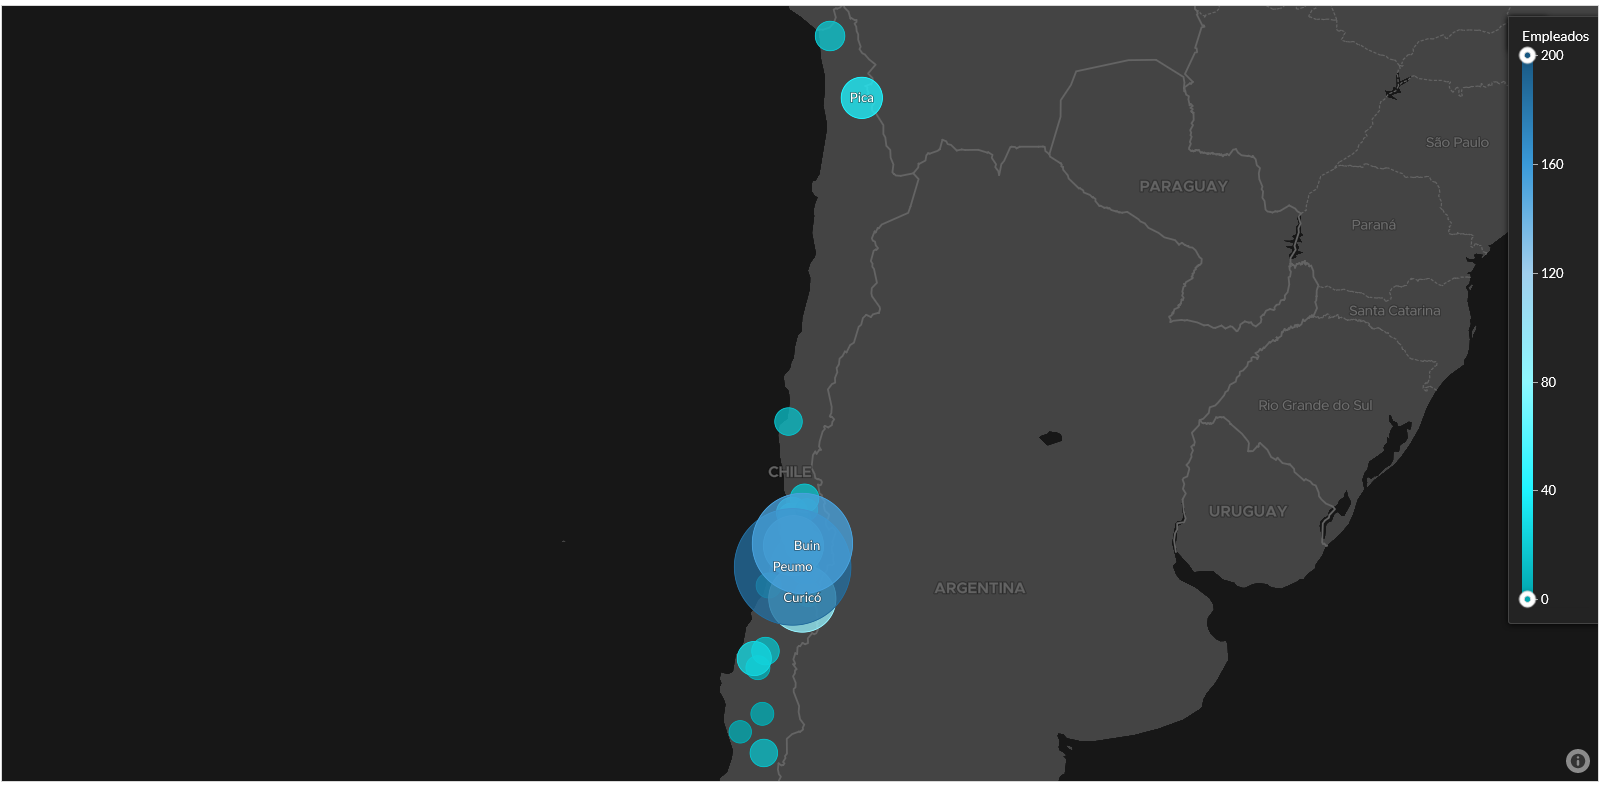 Empleados
200
160
120
80
40
0
Pica
São Paulo
PARAGUAY
Paraná
Santa Catarina
Rio Grande do Sul
CHILE
URUGUAY
Buin
Peumo
ARGENTINA
Curicó